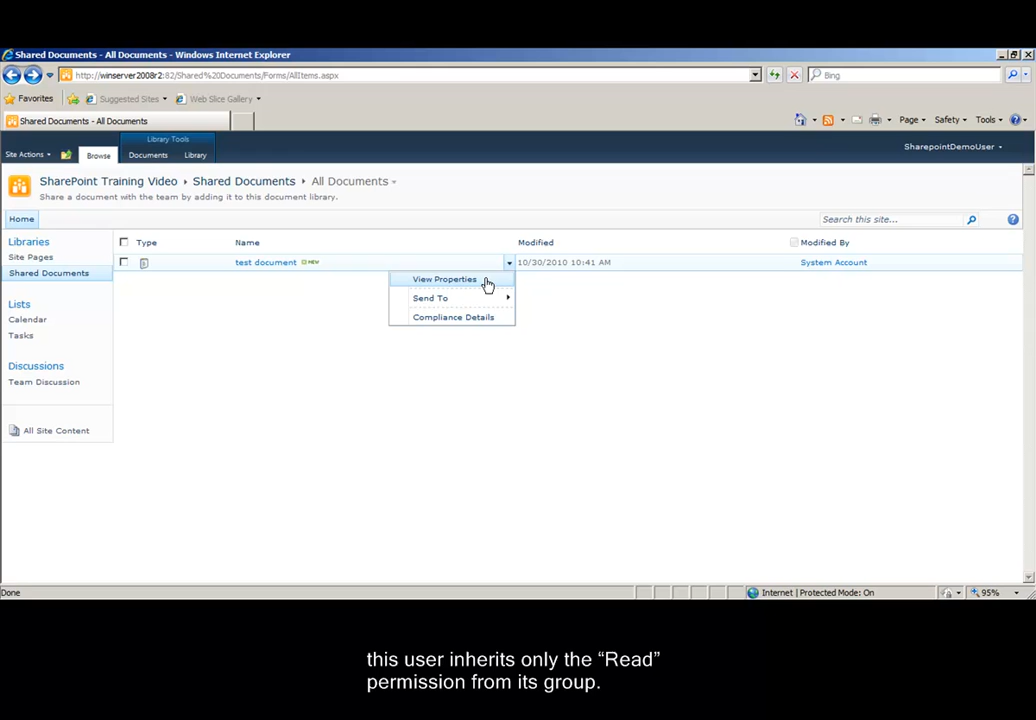 Shared Documents - All Documents - Windows Internet Explorer
http://winserver2008r2:82/Shared%20Documents/Forms/AllItems.aspx
Bing
Favorites
Suggested Sites
Web Slice Gallery
Shared Documents - All Documents
Page
Safety
Tools
Library Tools
Site Actions
Browse
Documents
Library
SharepointDemoUser
SharePoint Training Video
Shared Documents
All Documents
Share a document with the team by adding it to this document library.
Home
Search this site...
Libraries
Site Pages
Shared Documents
Lists
Calendar
Tasks
Discussions
Team Discussion
All Site Content
Type
Name
Modified
Modified By
test document
NEW
10/30/2010 10:41 AM
System Account
View Properties
Send To
Compliance Details
Done
Internet | Protected Mode: On
95%
this user inherits only the “Read”
permission from its group.